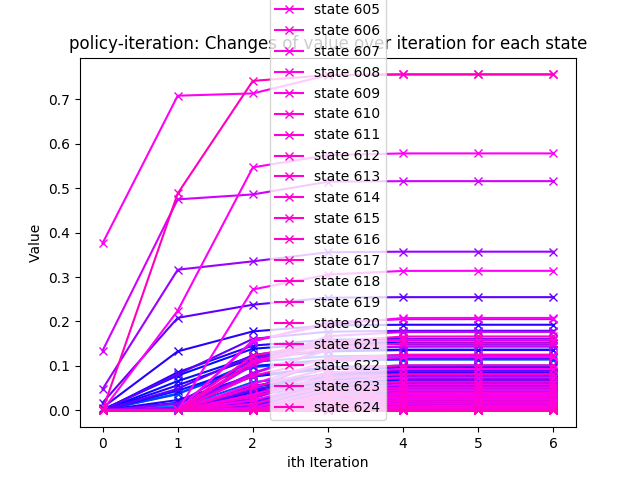 policy-iteration: Changes of value over iteration for each state
state 605
state 606
state 607
state 608
state 609
state 610
state 611
state 612
state 613
state 614
state 615
state 616
state 617
state 618
state 619
state 620
state 621
state 622
state 623
state 624
Value
0.7
0.6
0.5
0.4
0.3
0.2
0.1
0.0
0
1
2
3
4
5
6
ith Iteration